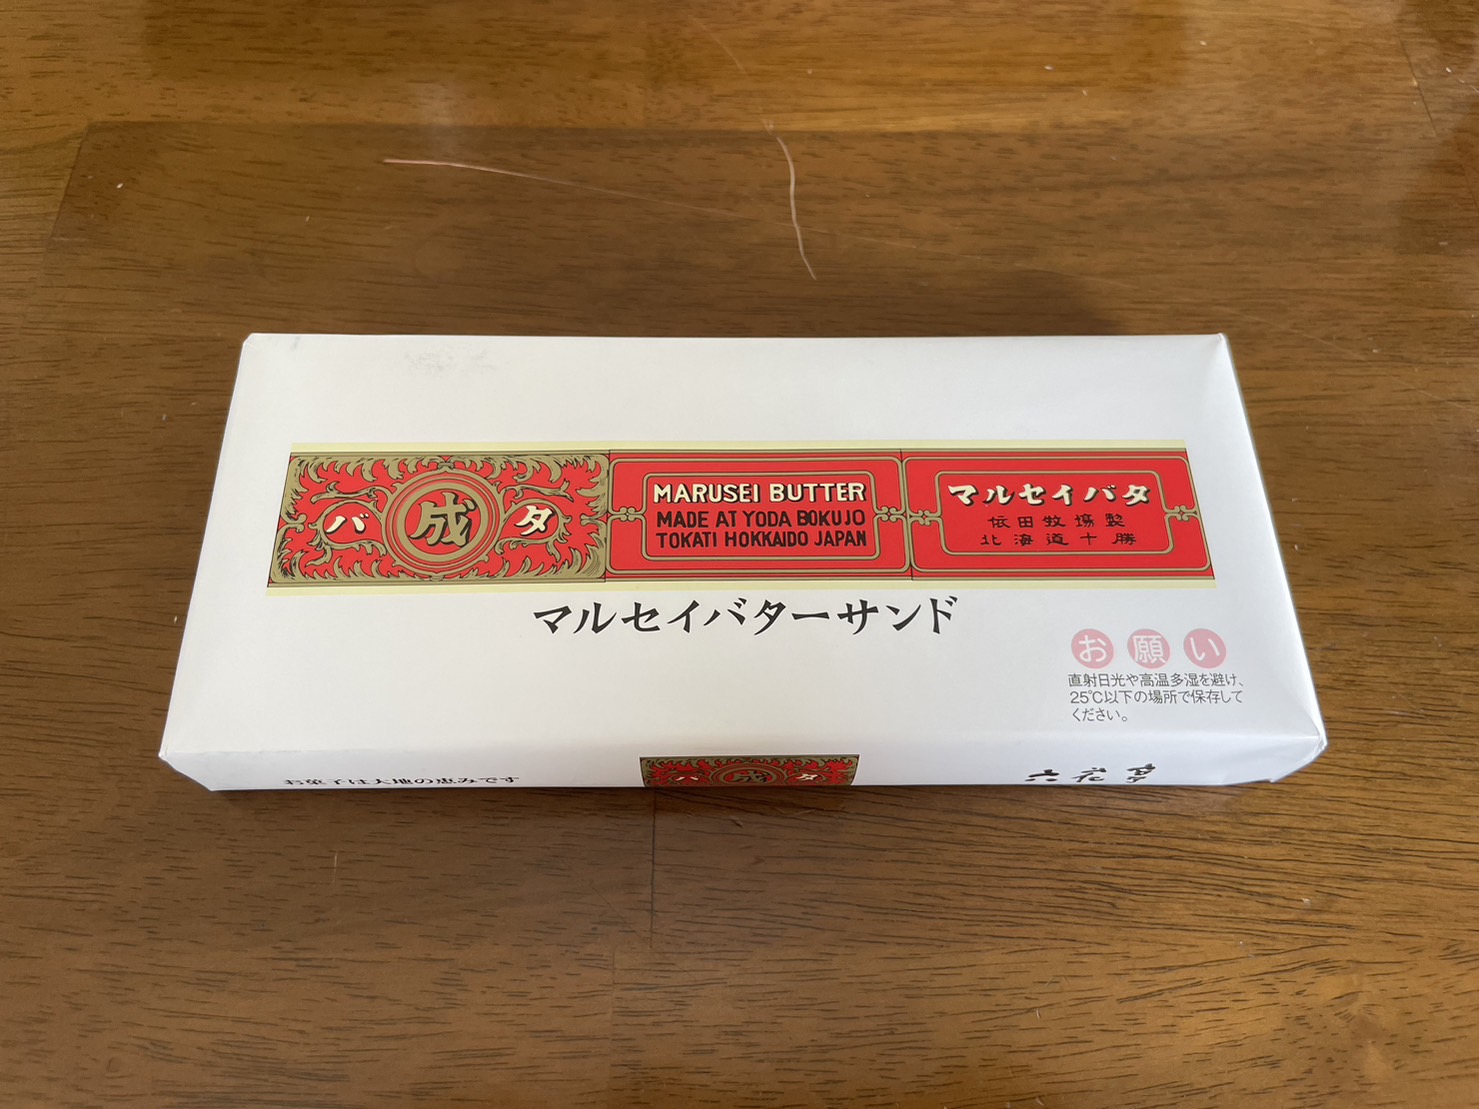 バ 成 タ
MARUSEI BUTTER
MADE AT YODA BOKUJO
TOKATI HOKKAIDO JAPAN
マルセイバタ
依田牧場製
北海道十勝
マルセイバターサンド
お願い
直射日光や高温多湿を避け、
25℃以下の場所で保存して
ください。
お菓子は大地の恵みです
バ 成 タ
六花亭